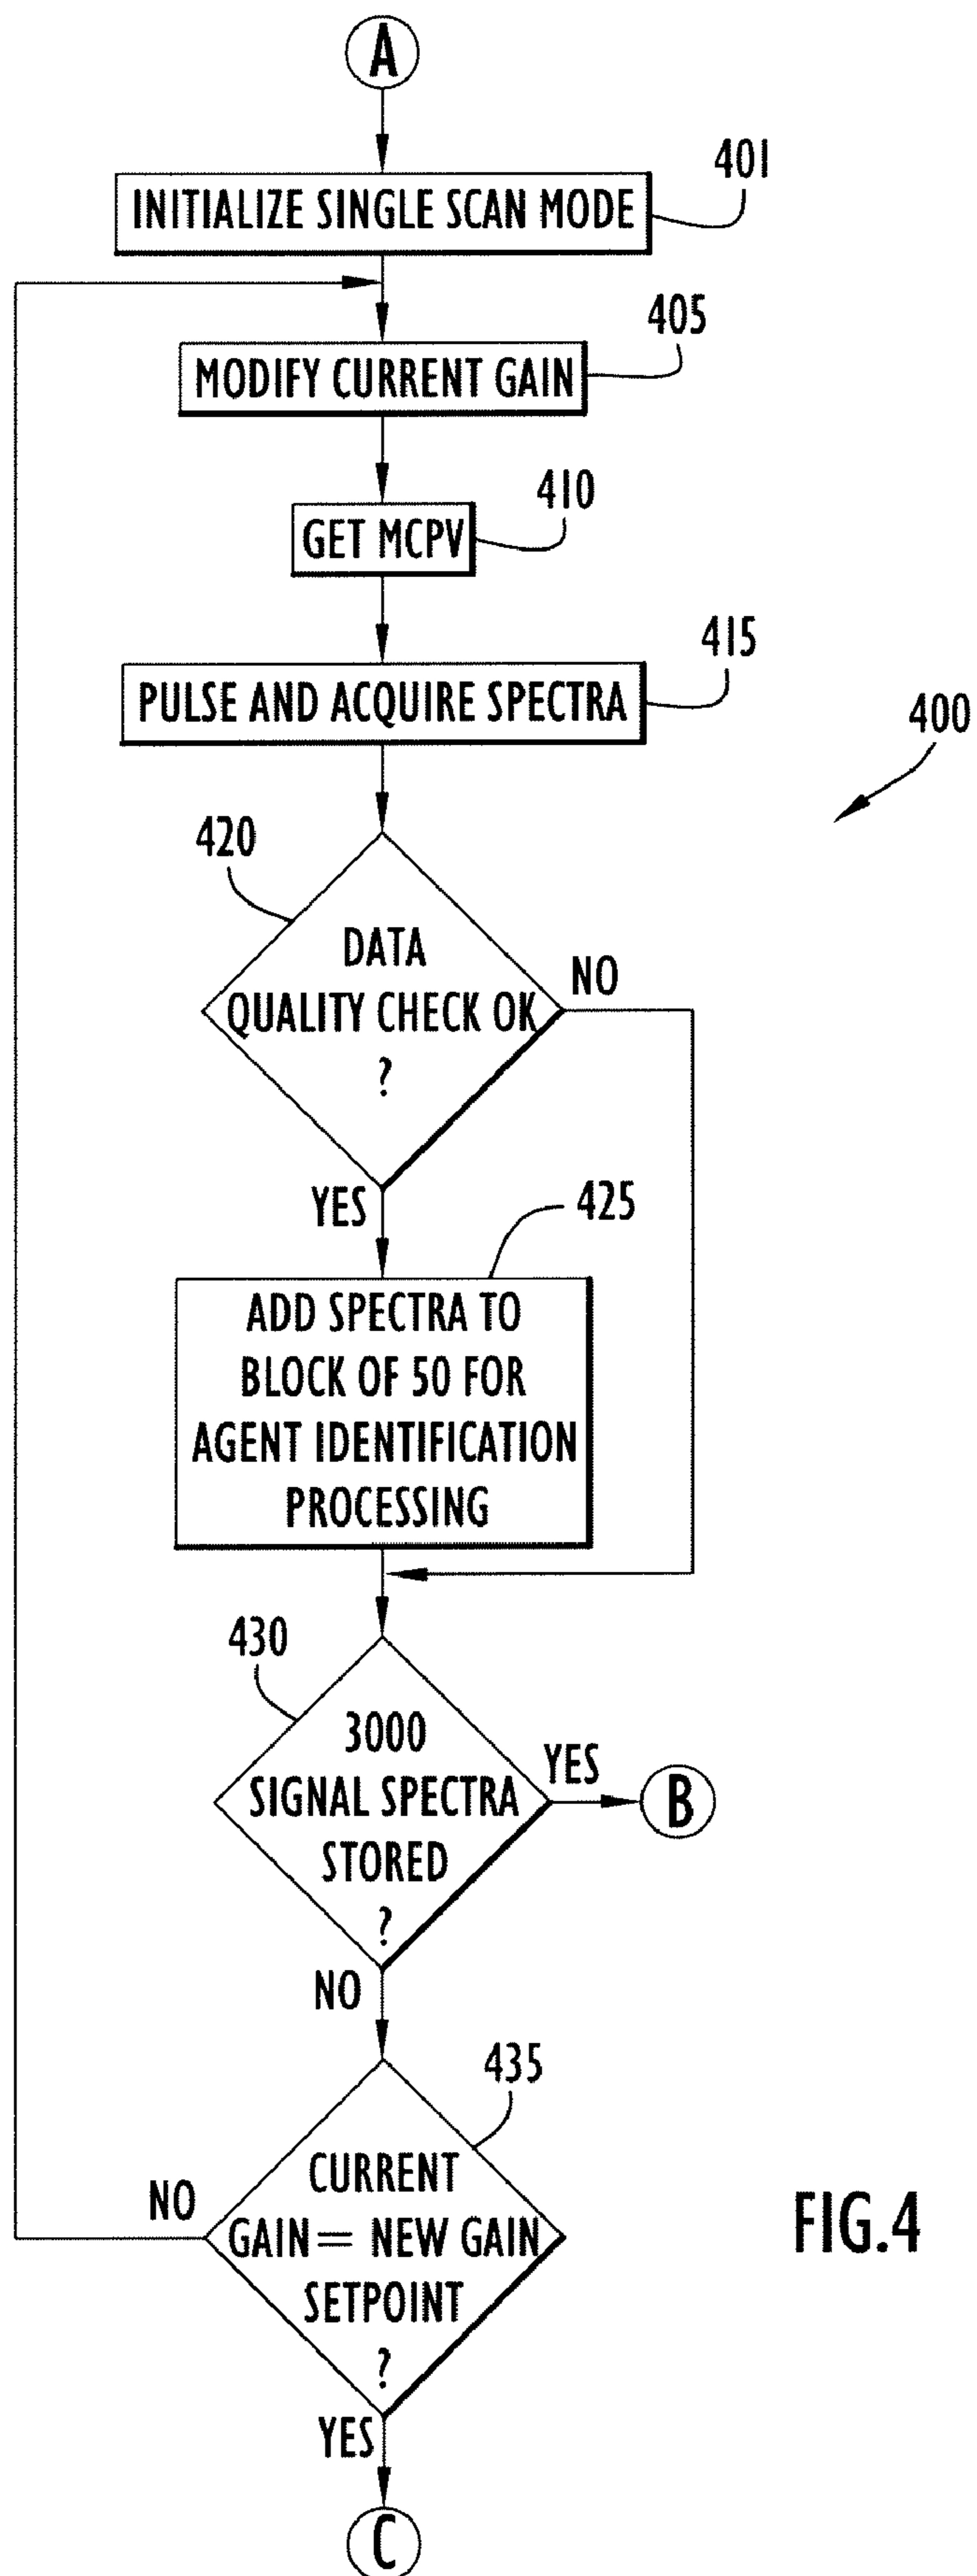 A
401
INITIALIZE SINGLE SCAN MODE
405
MODIFY CURRENT GAIN
410
GET MCPV
415
PULSE AND ACQUIRE SPECTRA
400
420
DATA
QUALITY CHECK OK
?
NO
YES
425
ADD SPECTRA TO
BLOCK OF 50 FOR
AGENT IDENTIFICATION
PROCESSING
430
3000
SIGNAL SPECTRA
STORED
?
YES
B
NO
435
CURRENT
GAIN = NEW GAIN
SETPOINT
?
NO
YES
C
FIG.4